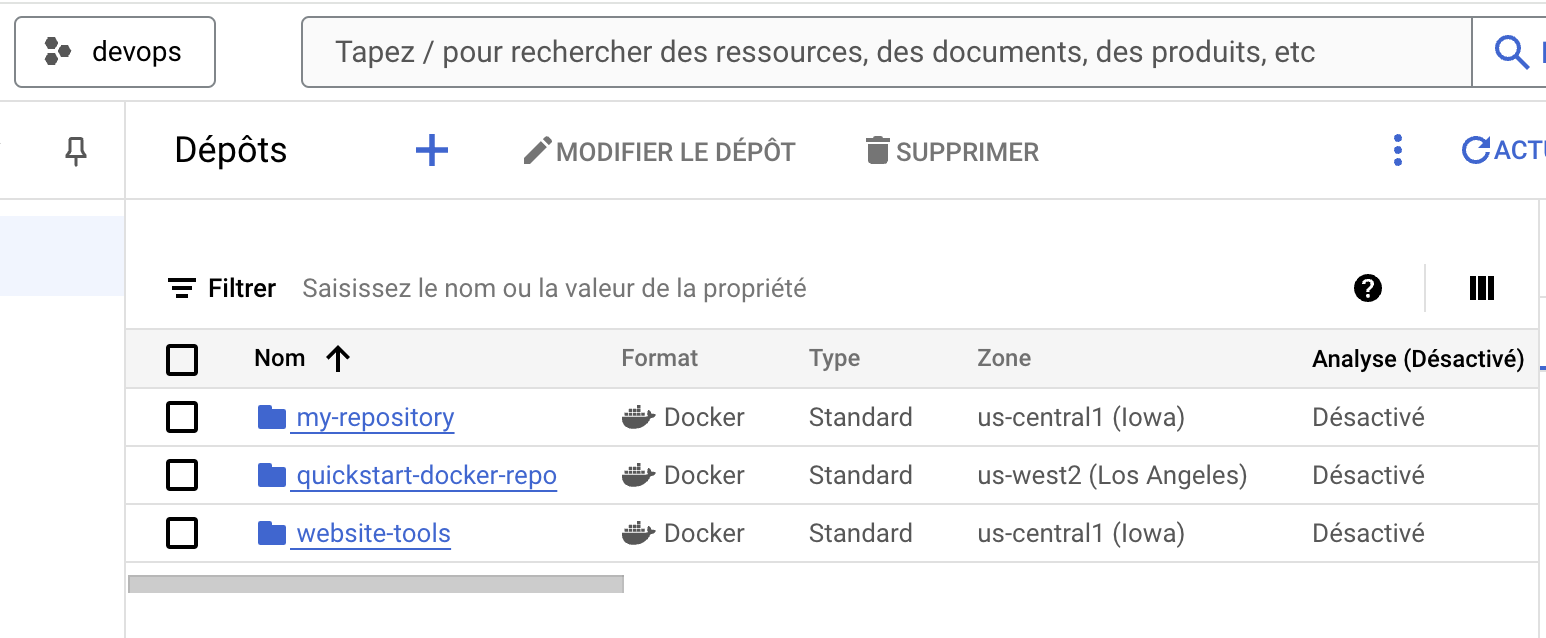 devops
Tapez / pour rechercher des ressources, des documents, des produits, etc
Dépôts
MODIFIER LE DÉPÔT
SUPPRIMER
Filtrer Saisissez le nom ou la valeur de la propriété
Nom Format Type Zone Analyse (Désactivé)
my-repository Docker Standard us-central1 (Iowa) Désactivé
quickstart-docker-repo Docker Standard us-west2 (Los Angeles) Désactivé
website-tools Docker Standard us-central1 (Iowa) Désactivé